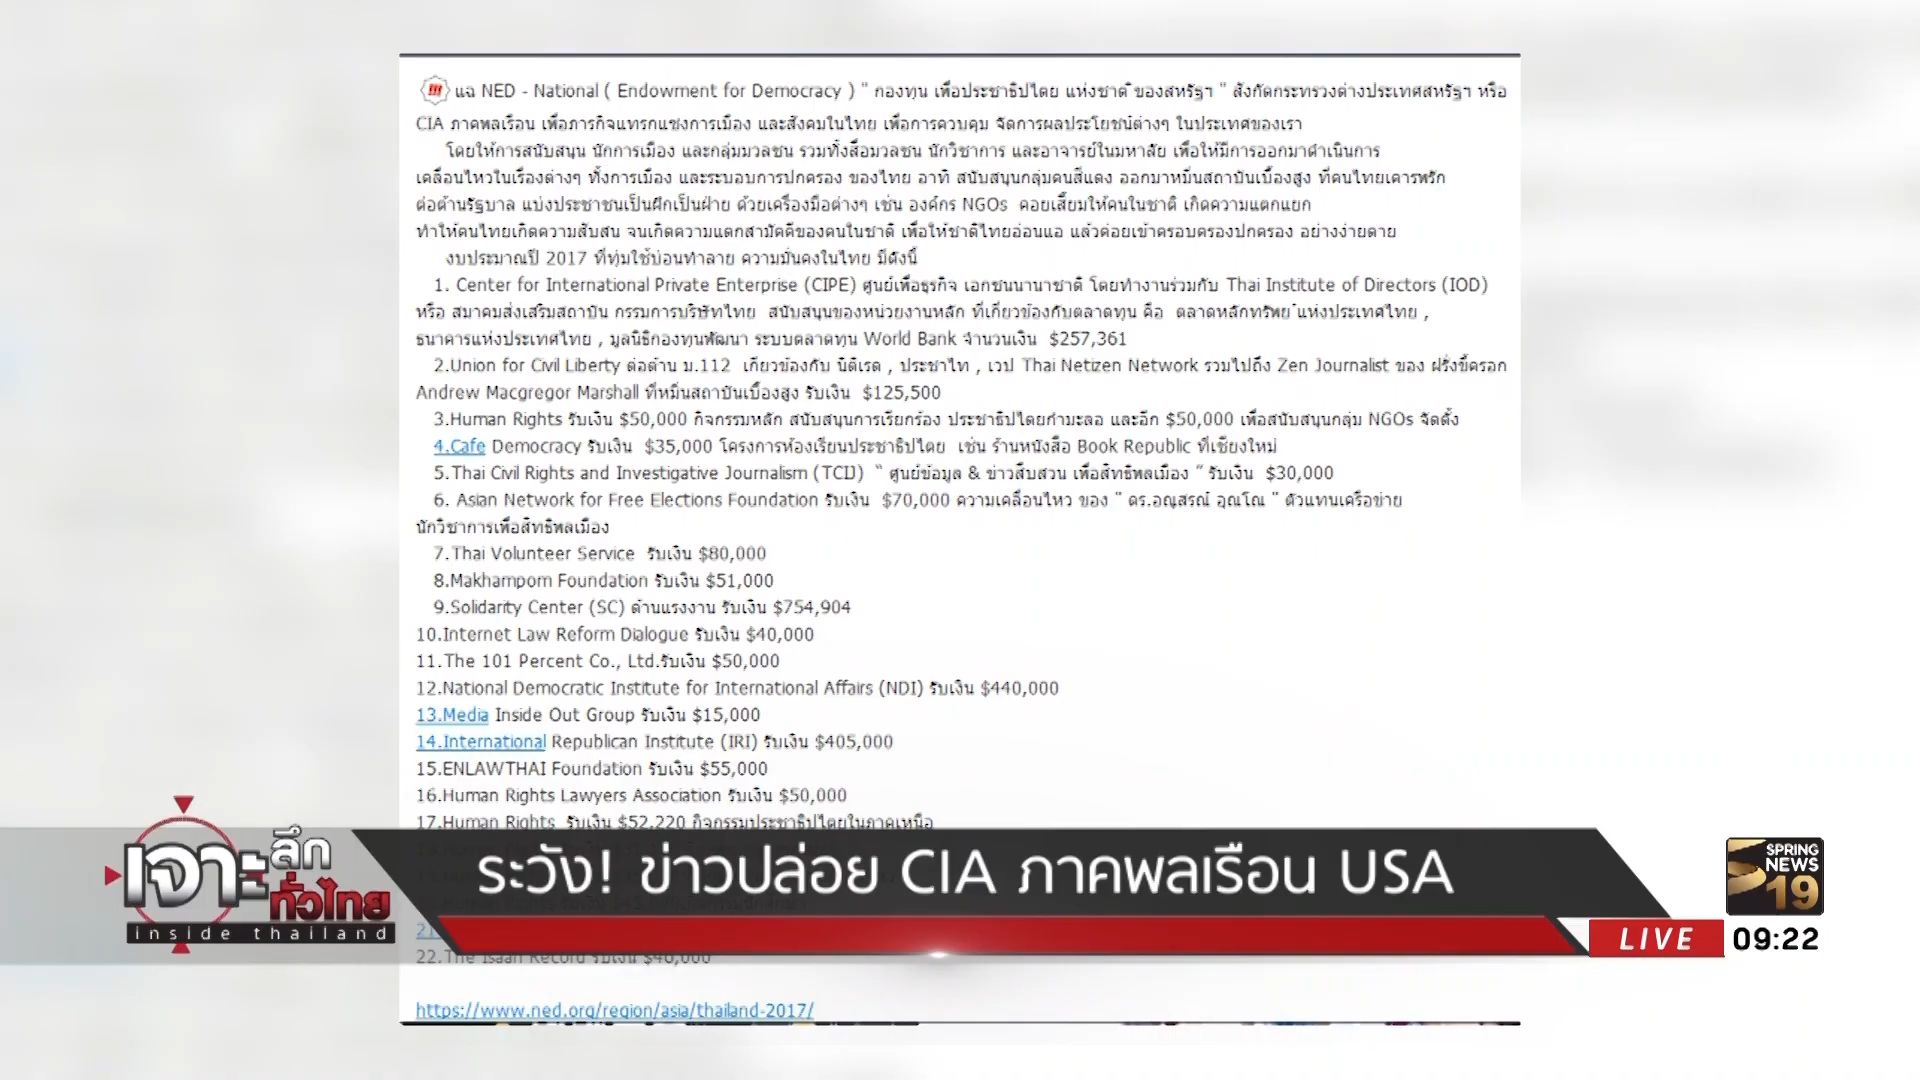 แฉ NED - National ( Endowment for Democracy ) " กองทุน เพื่อประชาธิปไตย แห่งชาติ ของสหรัฐฯ " สังกัดกระทรวงต่างประเทศสหรัฐฯ หรือ
CIA ภาคพลเรือน เพื่อภารกิจแทรกแซงการเมือง และสังคมในไทย เพื่อการควบคุม จัดการผลประโยชน์ต่างๆ ในประเทศของเรา
โดยให้การสนับสนุน นักการเมือง และกลุ่มมวลชน รวมทั้งสื่อมวลชน นักวิชาการ และอาจารย์ในมหาลัย เพื่อให้มีการออกมาดำเนินการ
เคลื่อนไหวในเรื่องต่างๆ ทั้งการเมือง และระบอบการปกครอง ของไทย อาทิ สนับสนุกลุ่มคนสีแดง ออกมาหมิ่นสถาบันเบื้องสูง ที่คนไทยเคารพรัก
ต่อต้านรัฐบาล แบ่งประชาชนเป็นฝักเป็นฝ่าย ด้วยเครื่องมือต่างๆ เช่น องค์กร NGOs คอยเสี้ยมให้คนในชาติ เกิดความแตกแยก
ทำให้คนไทยเกิดความสับสน จนเกิดความแตกสามัคคีของคนในชาติ เพื่อให้ชาติไทยอ่อนแอ แล้วค่อยเข้าครอบครองปกครอง อย่างง่ายดาย
งบประมาณปี 2017 ที่ทุ่มใช้บ่อนทำลาย ความมั่นคงในไทย มีดังนี้
1. Center for International Private Enterprise (CIPE) ศูนย์เพื่อธุรกิจ เอกชนนานาชาติ โดยทำงานร่วมกับ Thai Institute of Directors (IOD)
หรือ สมาคมส่งเสริมสถาบัน กรรมการบริษัทไทย สนับสนุนของหน่วยงานหลัก ที่เกี่ยวข้องกับตลาดทุน คือ ตลาดหลักทรัพย์แห่งประเทศไทย ,
ธนาคารแห่งประเทศไทย , มูลนิธิกองทุนพัฒนา ระบบตลาดทุน World Bank จำนวนเงิน $257,361
2.Union for Civil Liberty ต่อต้าน ม.112 เกี่ยวข้องกับ นิติเรด , ประชาไท , เวป Thai Netizen Network รวมไปถึง Zen Journalist ของ ฝรั่งขี้ครอก
Andrew Macgregor Marshall ที่หมิ่นสถาบันเบื้องสูง รับเงิน $125,500
3.Human Rights รับเงิน $50,000 กิจกรรมหลัก สนับสนุนการเรียกร้อง ประชาธิปไตยกำมะลอ และอีก $50,000 เพื่อสนับสนุนกลุ่ม NGOs จัดตั้ง
4.Cafe Democracy รับเงิน $35,000 โครงการห้องเรียนประชาธิปไตย เช่น ร้านหนังสือ Book Republic ที่เชียงใหม่
5.Thai Civil Rights and Investigative Journalism (TCIJ) " ศูนย์ข้อมูล & ข่าวสืบสวน เพื่อสิทธิพลเมือง " รับเงิน $30,000
6. Asian Network for Free Elections Foundation รับเงิน $70,000 ความเคลื่อนไหว ของ " ดร.อณุสรณ์ อุณโณ " ตัวแทนเครือข่าย
นักวิชาการเพื่อสิทธิพลเมือง
7.Thai Volunteer Service รับเงิน $80,000
8.Makhampom Foundation รับเงิน $51,000
9.Solidarity Center (SC) ด้านแรงงาน รับเงิน $754,904
10.Internet Law Reform Dialogue รับเงิน $40,000
11.The 101 Percent Co., Ltd.รับเงิน $50,000
12.National Democratic Institute for International Affairs (NDI) รับเงิน $440,000
13.Media Inside Out Group รับเงิน $15,000
14.International Republican Institute (IRI) รับเงิน $405,000
15.ENLAWTHAI Foundation รับเงิน $55,000
16.Human Rights Lawyers Association รับเงิน $50,000
17.Human Rights รับเงิน $52,220 กิจกรรมประชาธิปไตยในภาคเหนือ
21.
22.The Isaan Record รับเงิน $40,000
https://www.ned.org/region/asia/thailand-2017/
เจาะลึกทั่วไทย
inside thailand
ระวัง! ข่าวปล่อย CIA ภาคพลเรือน USA
SPRING
NEWS
19
LIVE 09:22